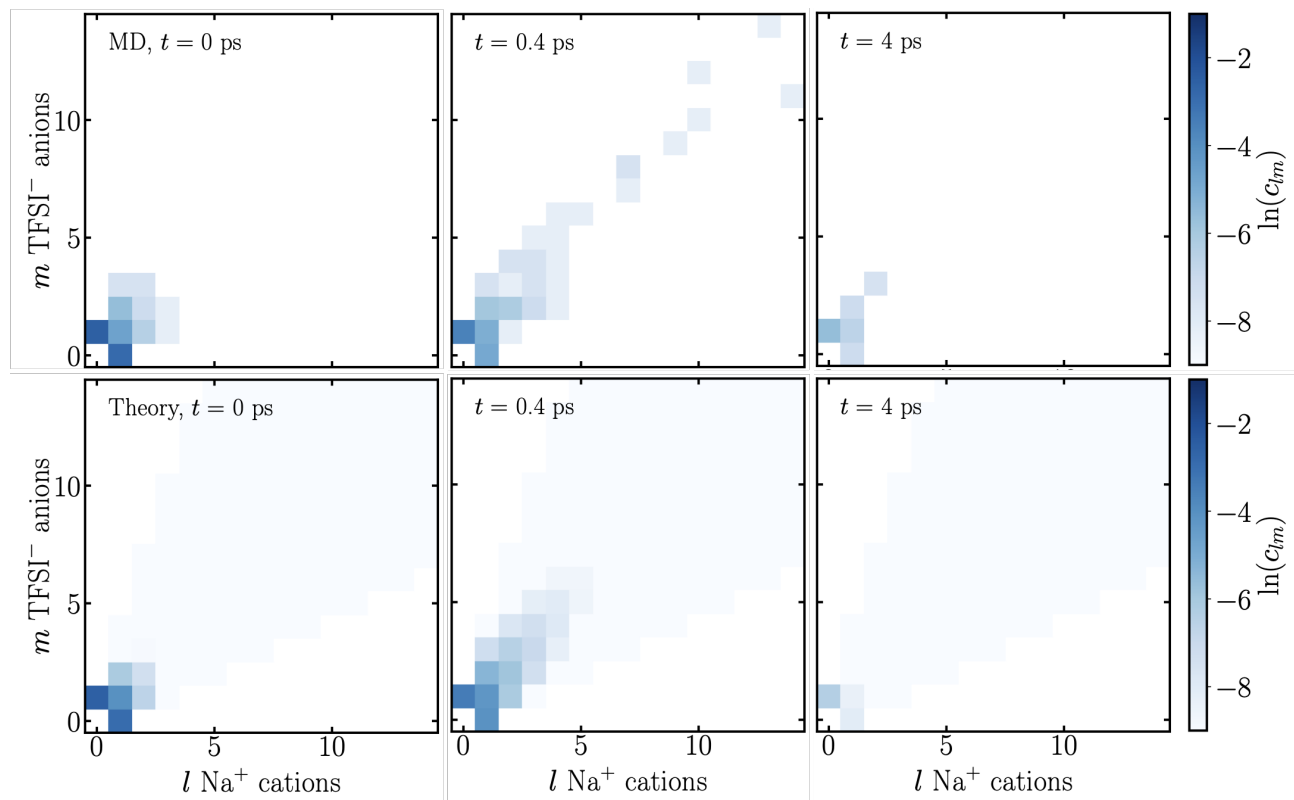 MD, t = 0 ps
t = 0.4 ps
t = 4 ps
m TFSI⁻ anions
10
5
0
−2
−4
−6
−8
ln(cₗₘ)
Theory, t = 0 ps
t = 0.4 ps
t = 4 ps
m TFSI⁻ anions
10
5
0
−2
−4
−6
−8
ln(cₗₘ)
0 5 10
0 5 10
0 5 10
l Na⁺ cations
l Na⁺ cations
l Na⁺ cations